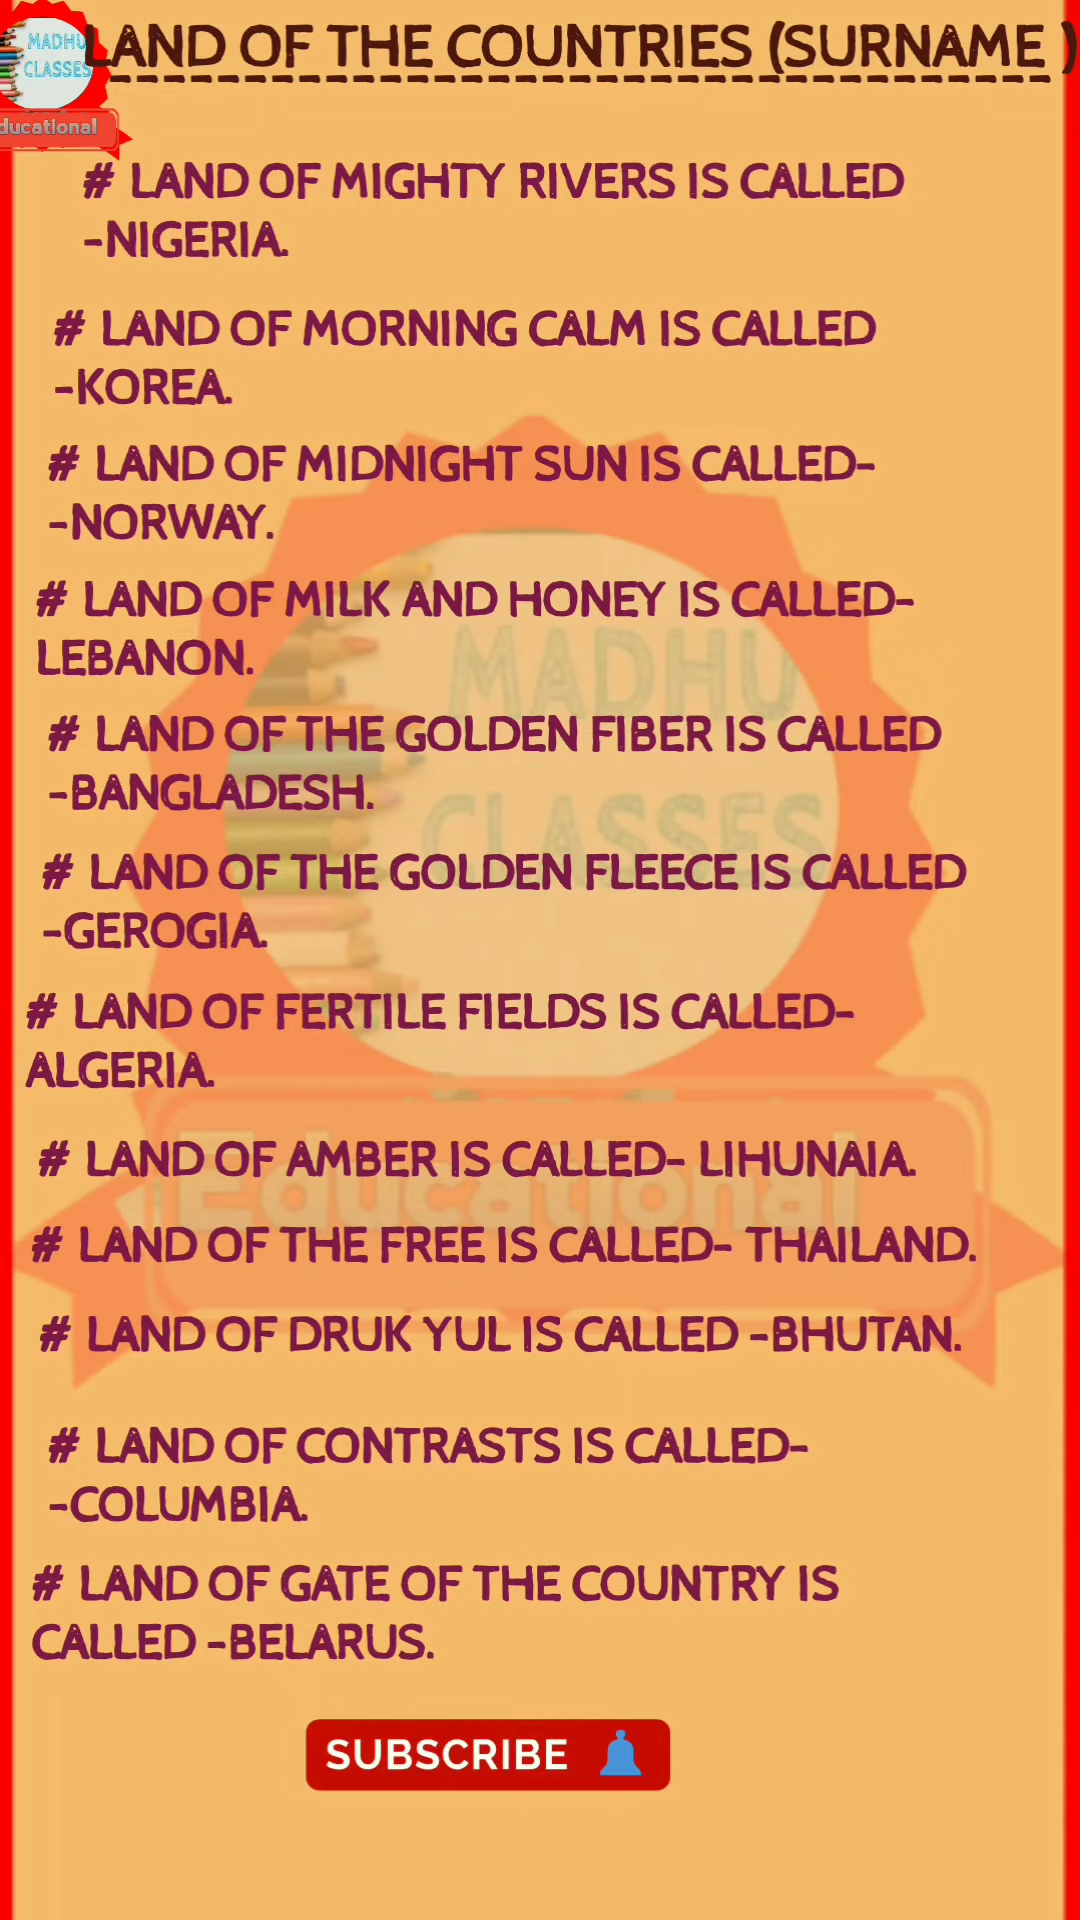 MADHU
CLASSES
Educational
LAND OF THE COUNTRIES (SURNAME )
# LAND OF MIGHTY RIVERS IS CALLED
-NIGERIA.
# LAND OF MORNING CALM IS CALLED
-KOREA.
# LAND OF MIDNIGHT SUN IS CALLED-
-NORWAY.
# LAND OF MILK AND HONEY IS CALLED-
LEBANON.
# LAND OF THE GOLDEN FIBER IS CALLED
-BANGLADESH.
# LAND OF THE GOLDEN FLEECE IS CALLED
-GEROGIA.
# LAND OF FERTILE FIELDS IS CALLED-
ALGERIA.
# LAND OF AMBER IS CALLED- LIHUNAIA.
# LAND OF THE FREE IS CALLED- THAILAND.
# LAND OF DRUK YUL IS CALLED -BHUTAN.
# LAND OF CONTRASTS IS CALLED-
-COLUMBIA.
# LAND OF GATE OF THE COUNTRY IS
CALLED -BELARUS.
MADHU
CLASSES
Educational
SUBSCRIBE